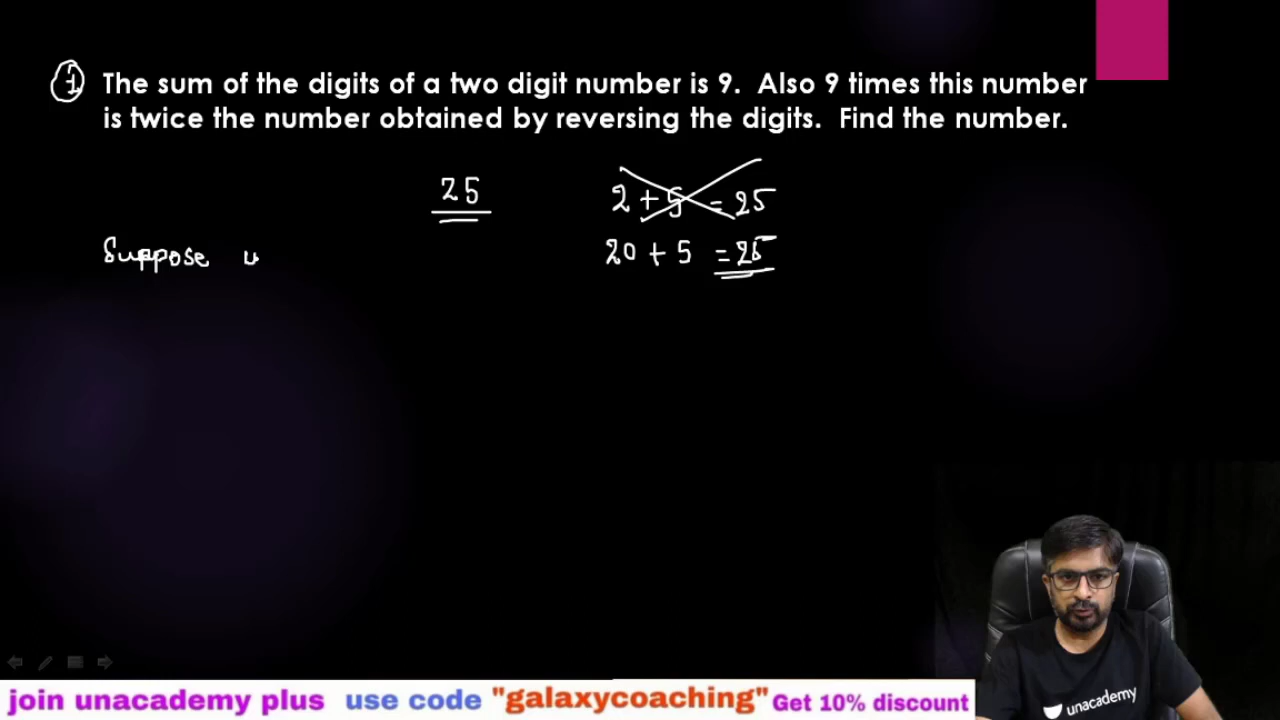 1 The sum of the digits of a two digit number is 9. Also 9 times this number
is twice the number obtained by reversing the digits. Find the number.
25 2 + 5 = 25
Suppose 20 + 5 = 25
unacademy
join unacademy plus use code "galaxycoaching" Get 10% discount